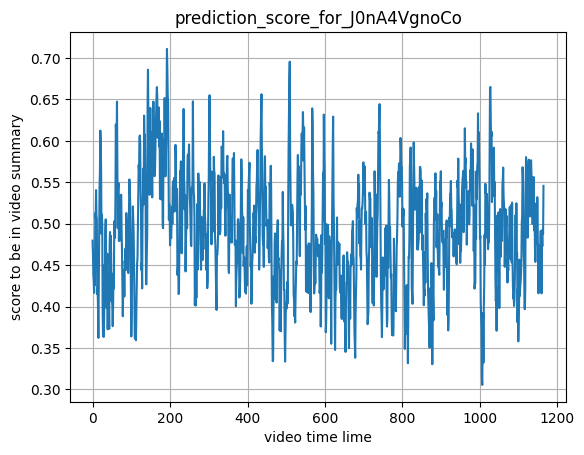 prediction_score_for_J0nA4VgnoCo
score to be in video summary
0.70
0.65
0.60
0.55
0.50
0.45
0.40
0.35
0.30
0 200 400 600 800 1000 1200
video time lime